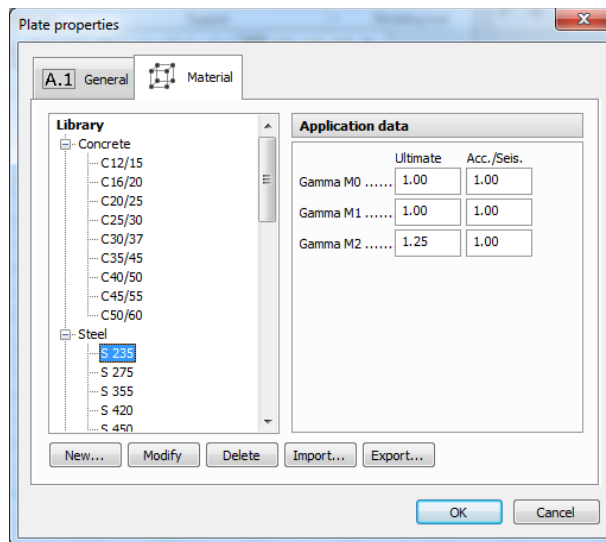 Plate properties
A.1 General
Material
Library
Concrete
C12/15
C16/20
C20/25
C25/30
C30/37
C35/45
C40/50
C45/55
C50/60
Steel
S 235
S 275
S 355
S 420
S 450
Application data
Ultimate Acc./Seis.
Gamma M0 ...... 1.00 1.00
Gamma M1 ...... 1.00 1.00
Gamma M2 ...... 1.25 1.00
New... Modify Delete Import... Export...
OK Cancel